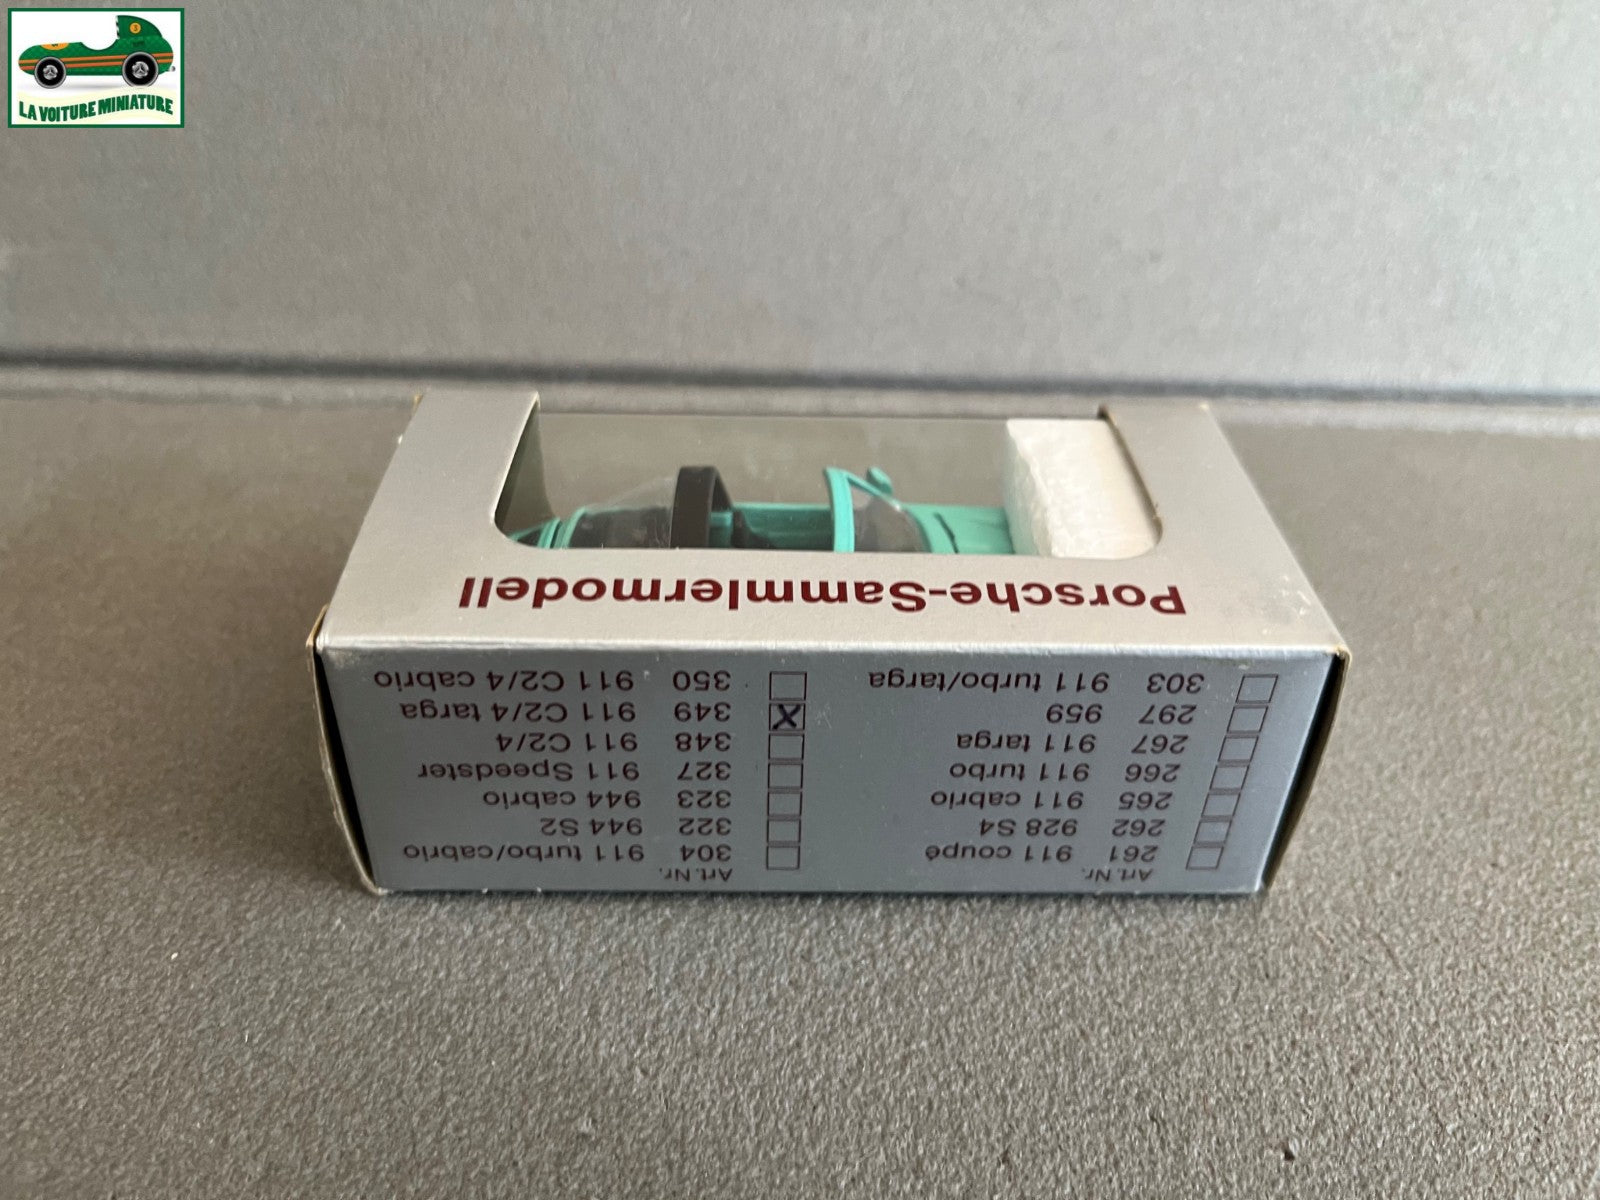 LA VOITURE MINIATURE
Porsche-Sammlermodell
Art. Nr.
261 911 coupé
262 928 S4
265 911 cabrio
266 911 turbo
267 911 targa
297 959
303 911 turbo/targa
Art. Nr.
304 911 turbo/cabrio
322 944 S2
323 944 cabrio
327 911 Speedster
348 911 C2/4
X 349 911 C2/4 targa
350 911 C2/4 cabrio